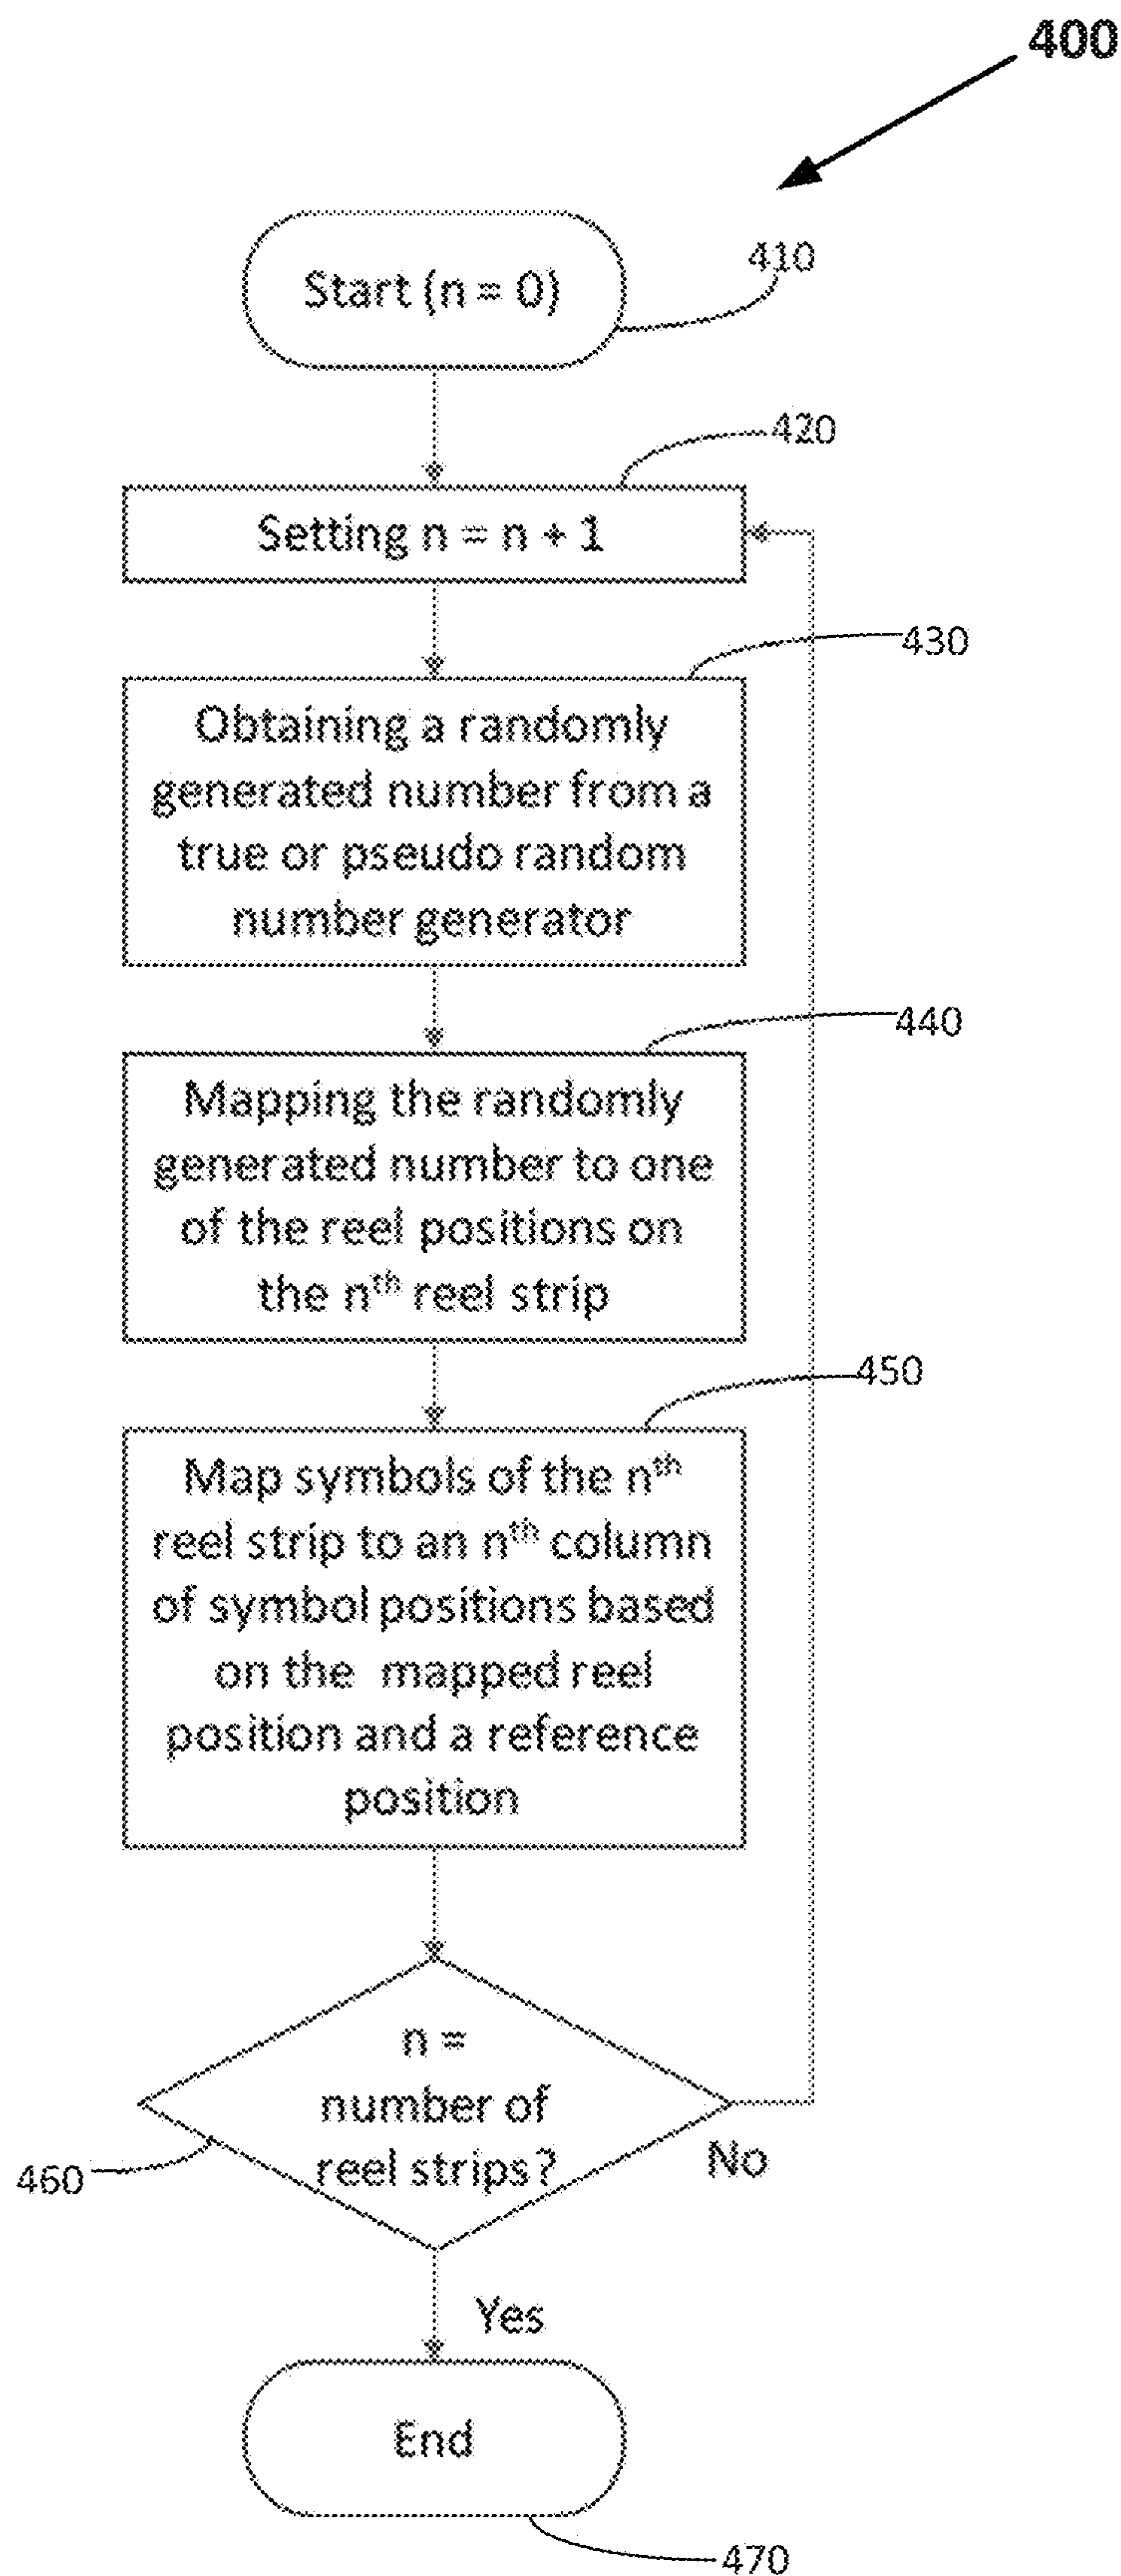 400
Start (n = 0)
410
420
Setting n = n + 1
430
Obtaining a randomly
generated number from a
true or pseudo random
number generator
440
Mapping the randomly
generated number to one
of the reel positions on
the nth reel strip
450
Map symbols of the nth
reel strip to an nth column
of symbol positions based
on the mapped reel
position and a reference
position
n =
number of
reel strips?
460
No
Yes
End
470